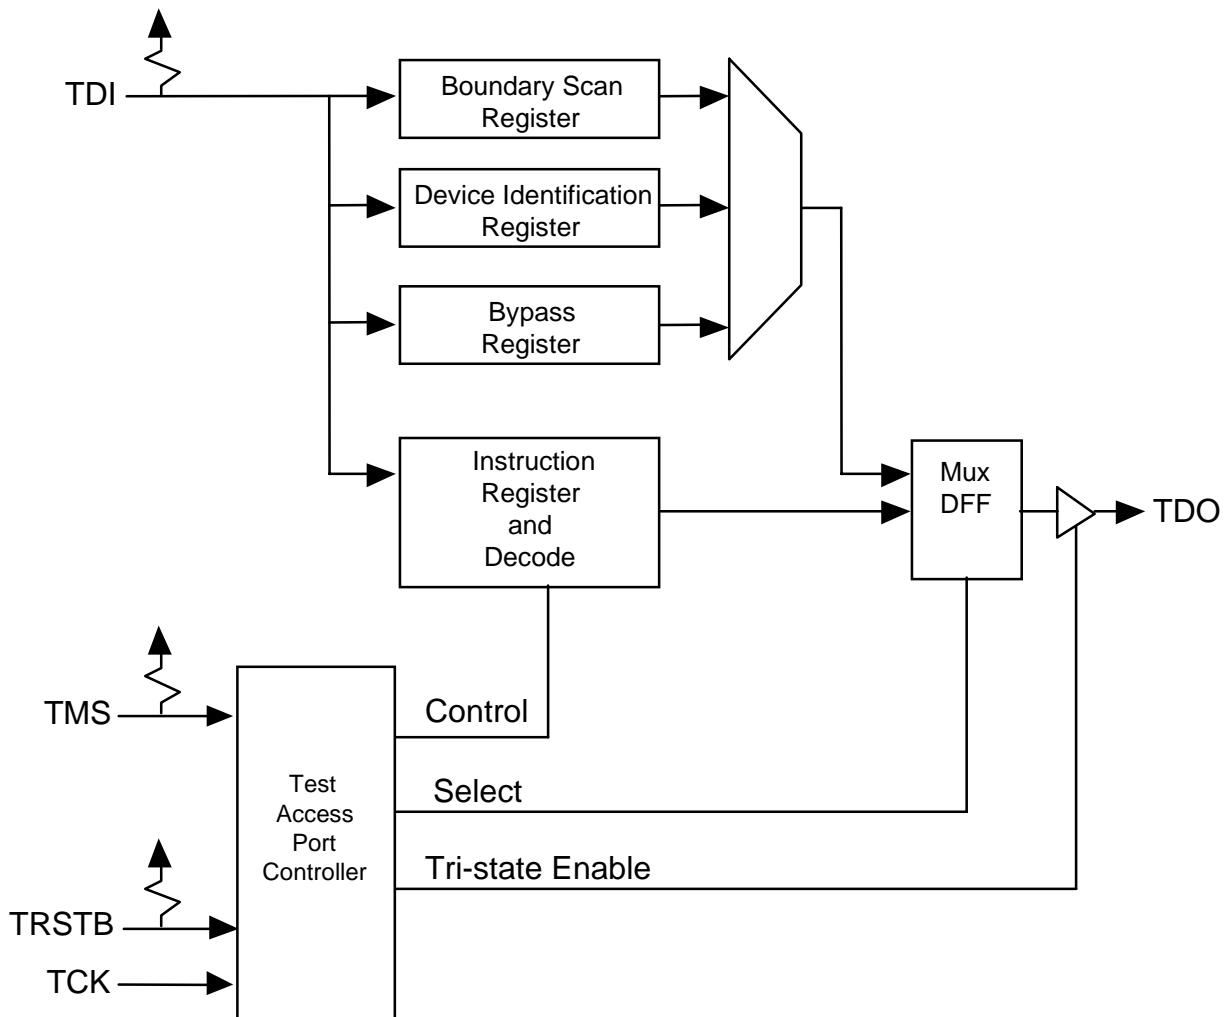 TDI
Boundary Scan
Register
Device Identification
Register
Bypass
Register
Instruction
Register
and
Decode
Mux
DFF
TDO
TMS
Control
Test
Access
Port
Controller
Select
Tri-state Enable
TRSTB
TCK